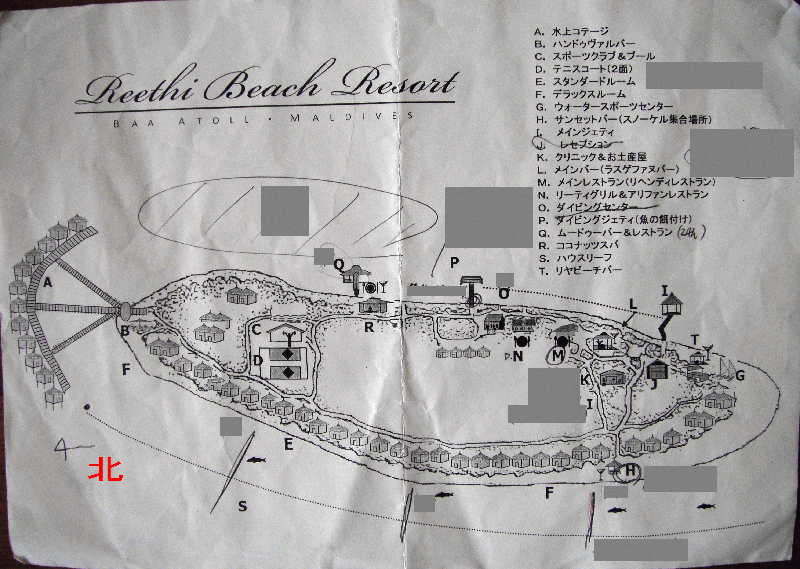 Reethi Beach Resort
BAA ATOLL · MALDIVES
A. 水上コテージ
B. ハンドゥヴァルバー
C. スポーツクラブ&プール
D. テニスコート(2面)
E. スタンダードルーム
F. デラックスルーム
G. ウォータースポーツセンター
H. サンセットバー(スノーケル集合場所)
I. メインジェティ
J. レセプション
K. クリニック&お土産屋
L. メインバー(ラスゲファヌバー)
M. メインレストラン(リヘンディレストラン)
N. リーティグリル&アリファンレストラン
O. ダイビングセンター
P. ダイビングジェティ(魚の餌付け)
Q. ムードゥーバー&レストラン(24h)
R. ココナッツスパ
S. ハウスリーフ
T. リヤビーチバー
A
B
C
D
E
F
Q
R
P
O
N
M
L
I
T
G
J
K
I
H
F
S
北